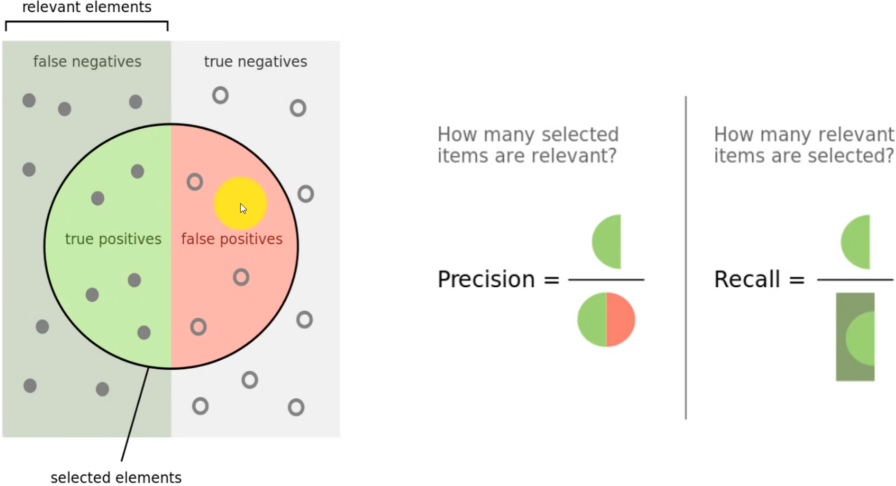 relevant elements
false negatives
true negatives
true positives
false positives
selected elements
How many selected
items are relevant?
Precision =
How many relevant
items are selected?
Recall =